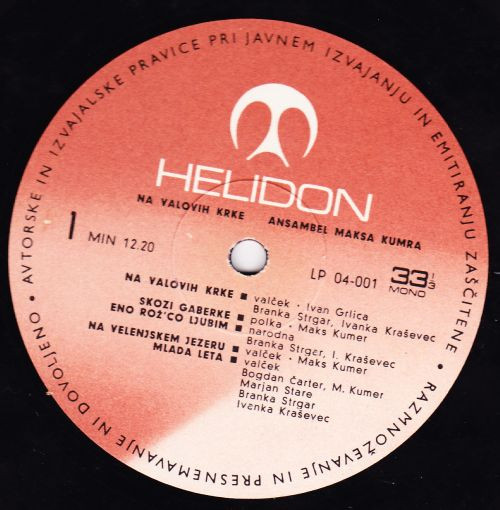 AVTORSKE IN IZVAJALSKE PRAVICE PRI JAVNEM IZVAJANJU IN EMITIRANJU ZAŠČITENE • RAZMNOŽEVANJE IN PRESNEMAVANJE NI DOVOLJENO •
HELIDON
NA VALOVIH KRKE ANSAMBEL MAKSA KUMRA
1 MIN 12.20 LP 04-001 33 1/3
MONO
NA VALOVIH KRKE ■ valček · Ivan Grlica
Branka Strgar, Ivanka Kraševec
SKOZI GABERKE ■ polka · Maks Kumer
ENO ROŽ'CO LJUBIM ■ narodna
Branka Strgar, I. Kraševec
NA VELENJSKEM JEZERU ■ valček · Maks Kumer
MLADA LETA ■ valček
Bogdan Čarter, M. Kumer
Marjan Stare
Branka Strgar
Ivanka Kraševec